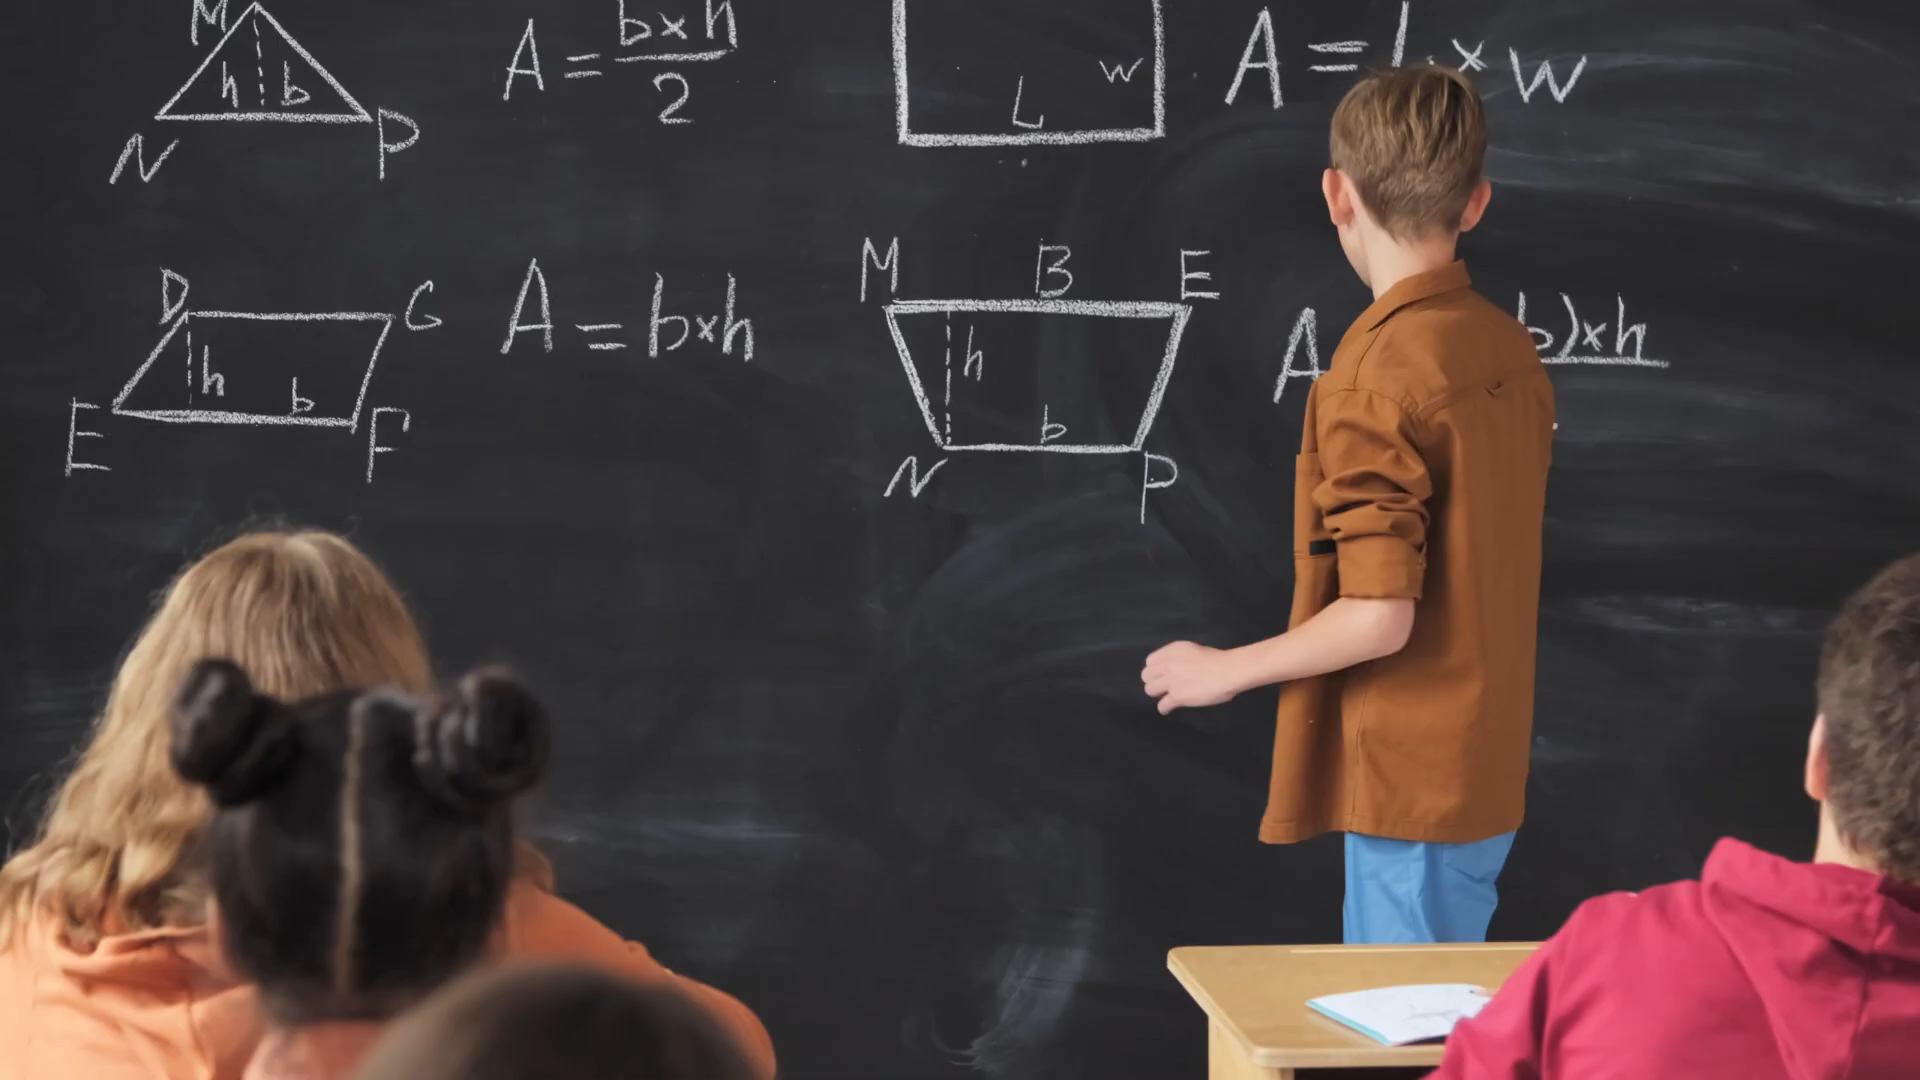 M
h b
N P
A = b×h
2
L w
A = L × w
D G
h b
E F
A = b×h
M B E
h
b
N P
A b)×h